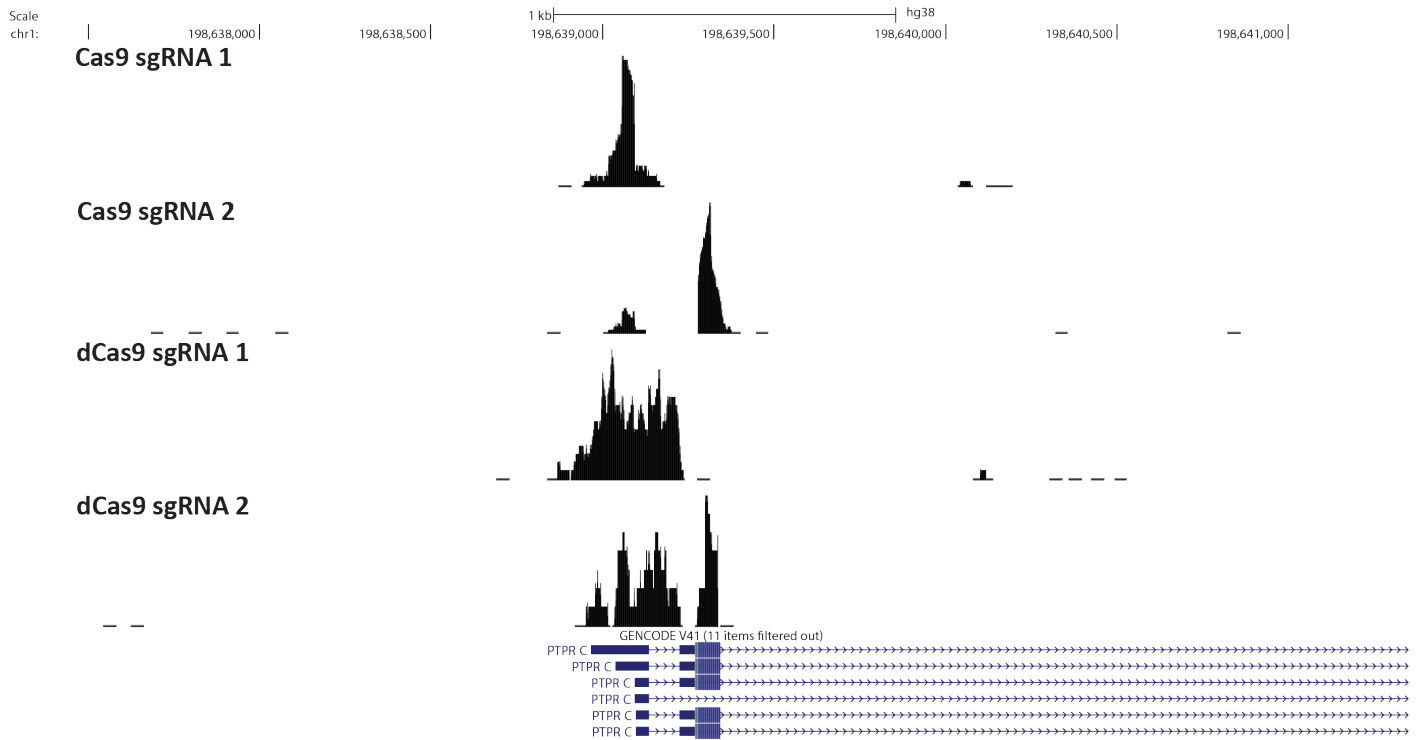 Scale 1 kb hg38
chr1: 198,638,000 198,638,500 198,639,000 198,639,500 198,640,000 198,640,500 198,641,000
Cas9 sgRNA 1
Cas9 sgRNA 2
dCas9 sgRNA 1
dCas9 sgRNA 2
GENCODE V41 (11 items filtered out)
PTPR C
PTPR C
PTPR C
PTPR C
PTPR C
PTPR C